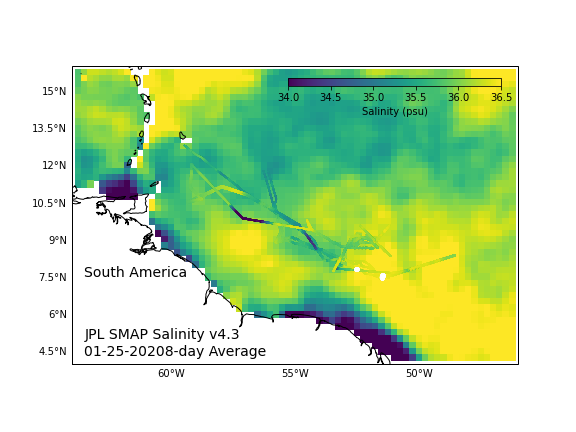 15°N
13.5°N
12°N
10.5°N
9°N
7.5°N
6°N
4.5°N
34.0 34.5 35.0 35.5 36.0 36.5
Salinity (psu)
South America
JPL SMAP Salinity v4.3
01-25-20208-day Average
60°W 55°W 50°W